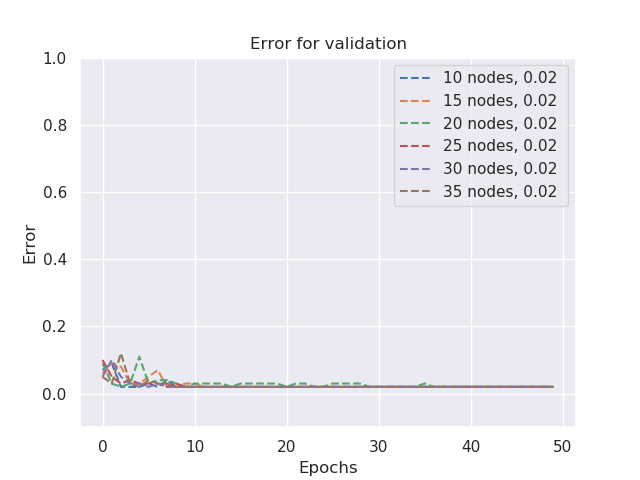 Error for validation
1.0
0.8
0.6
0.4
0.2
0.0
Error
10 nodes, 0.02
15 nodes, 0.02
20 nodes, 0.02
25 nodes, 0.02
30 nodes, 0.02
35 nodes, 0.02
0
10
20
30
40
50
Epochs